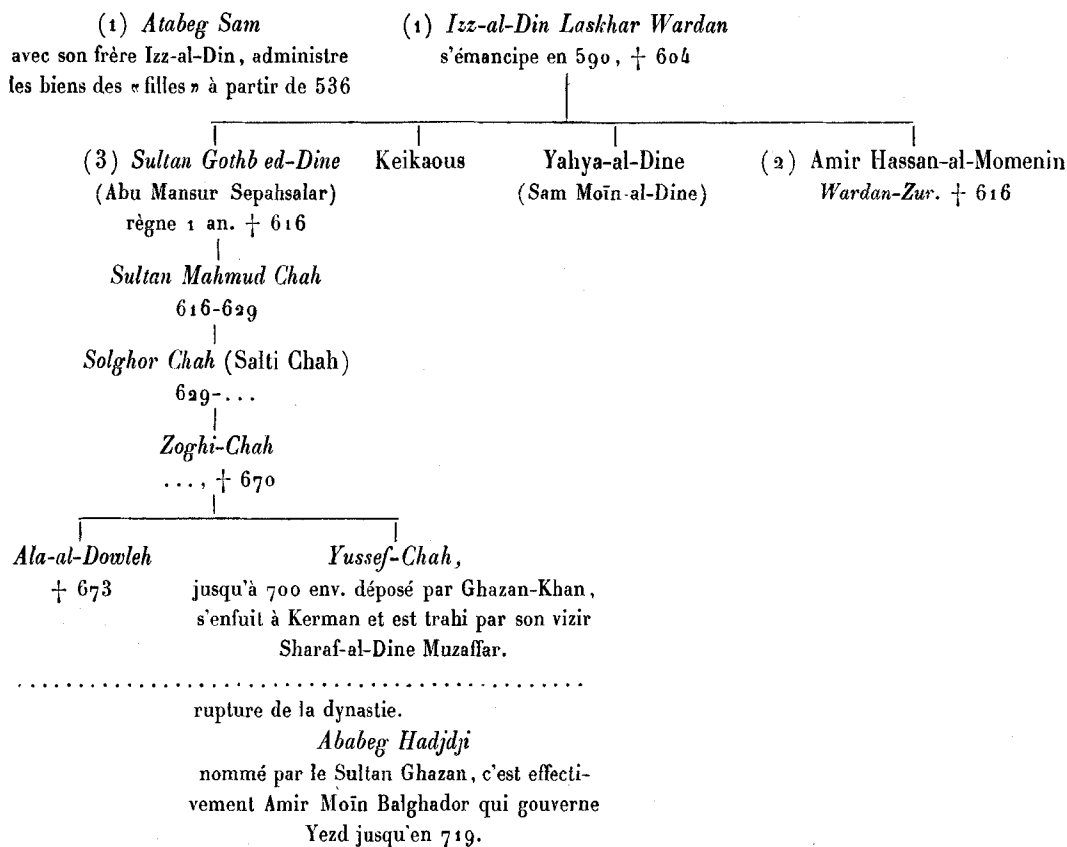 (1) Atabeg Sam
avec son frère Izz-al-Din, administre
les biens des « filles » à partir de 536
(1) Izz-al-Din Laskhar Wardan
s'émancipe en 590, † 604
(3) Sultan Gothb ed-Dine
(Abu Mansur Sepahsalar)
règne 1 an. † 616
Keikaous
Yahya-al-Dine
(Sam Moïn-al-Dine)
(2) Amir Hassan-al-Momenin
Wardan-Zur. † 616
Sultan Mahmud Chah
616-629
Solghor Chah (Salti Chah)
629-...
Zoghi-Chah
..., † 670
Ala-al-Dowleh
† 673
Yussef-Chah,
jusqu'à 700 env. déposé par Ghazan-Khan,
s'enfuit à Kerman et est trahi par son vizir
Sharaf-al-Dine Muzaffar.
rupture de la dynastie.
Ababeg Hadjdji
nommé par le Sultan Ghazan, c'est effecti-
vement Amir Moïn Balghador qui gouverne
Yezd jusqu'en 719.